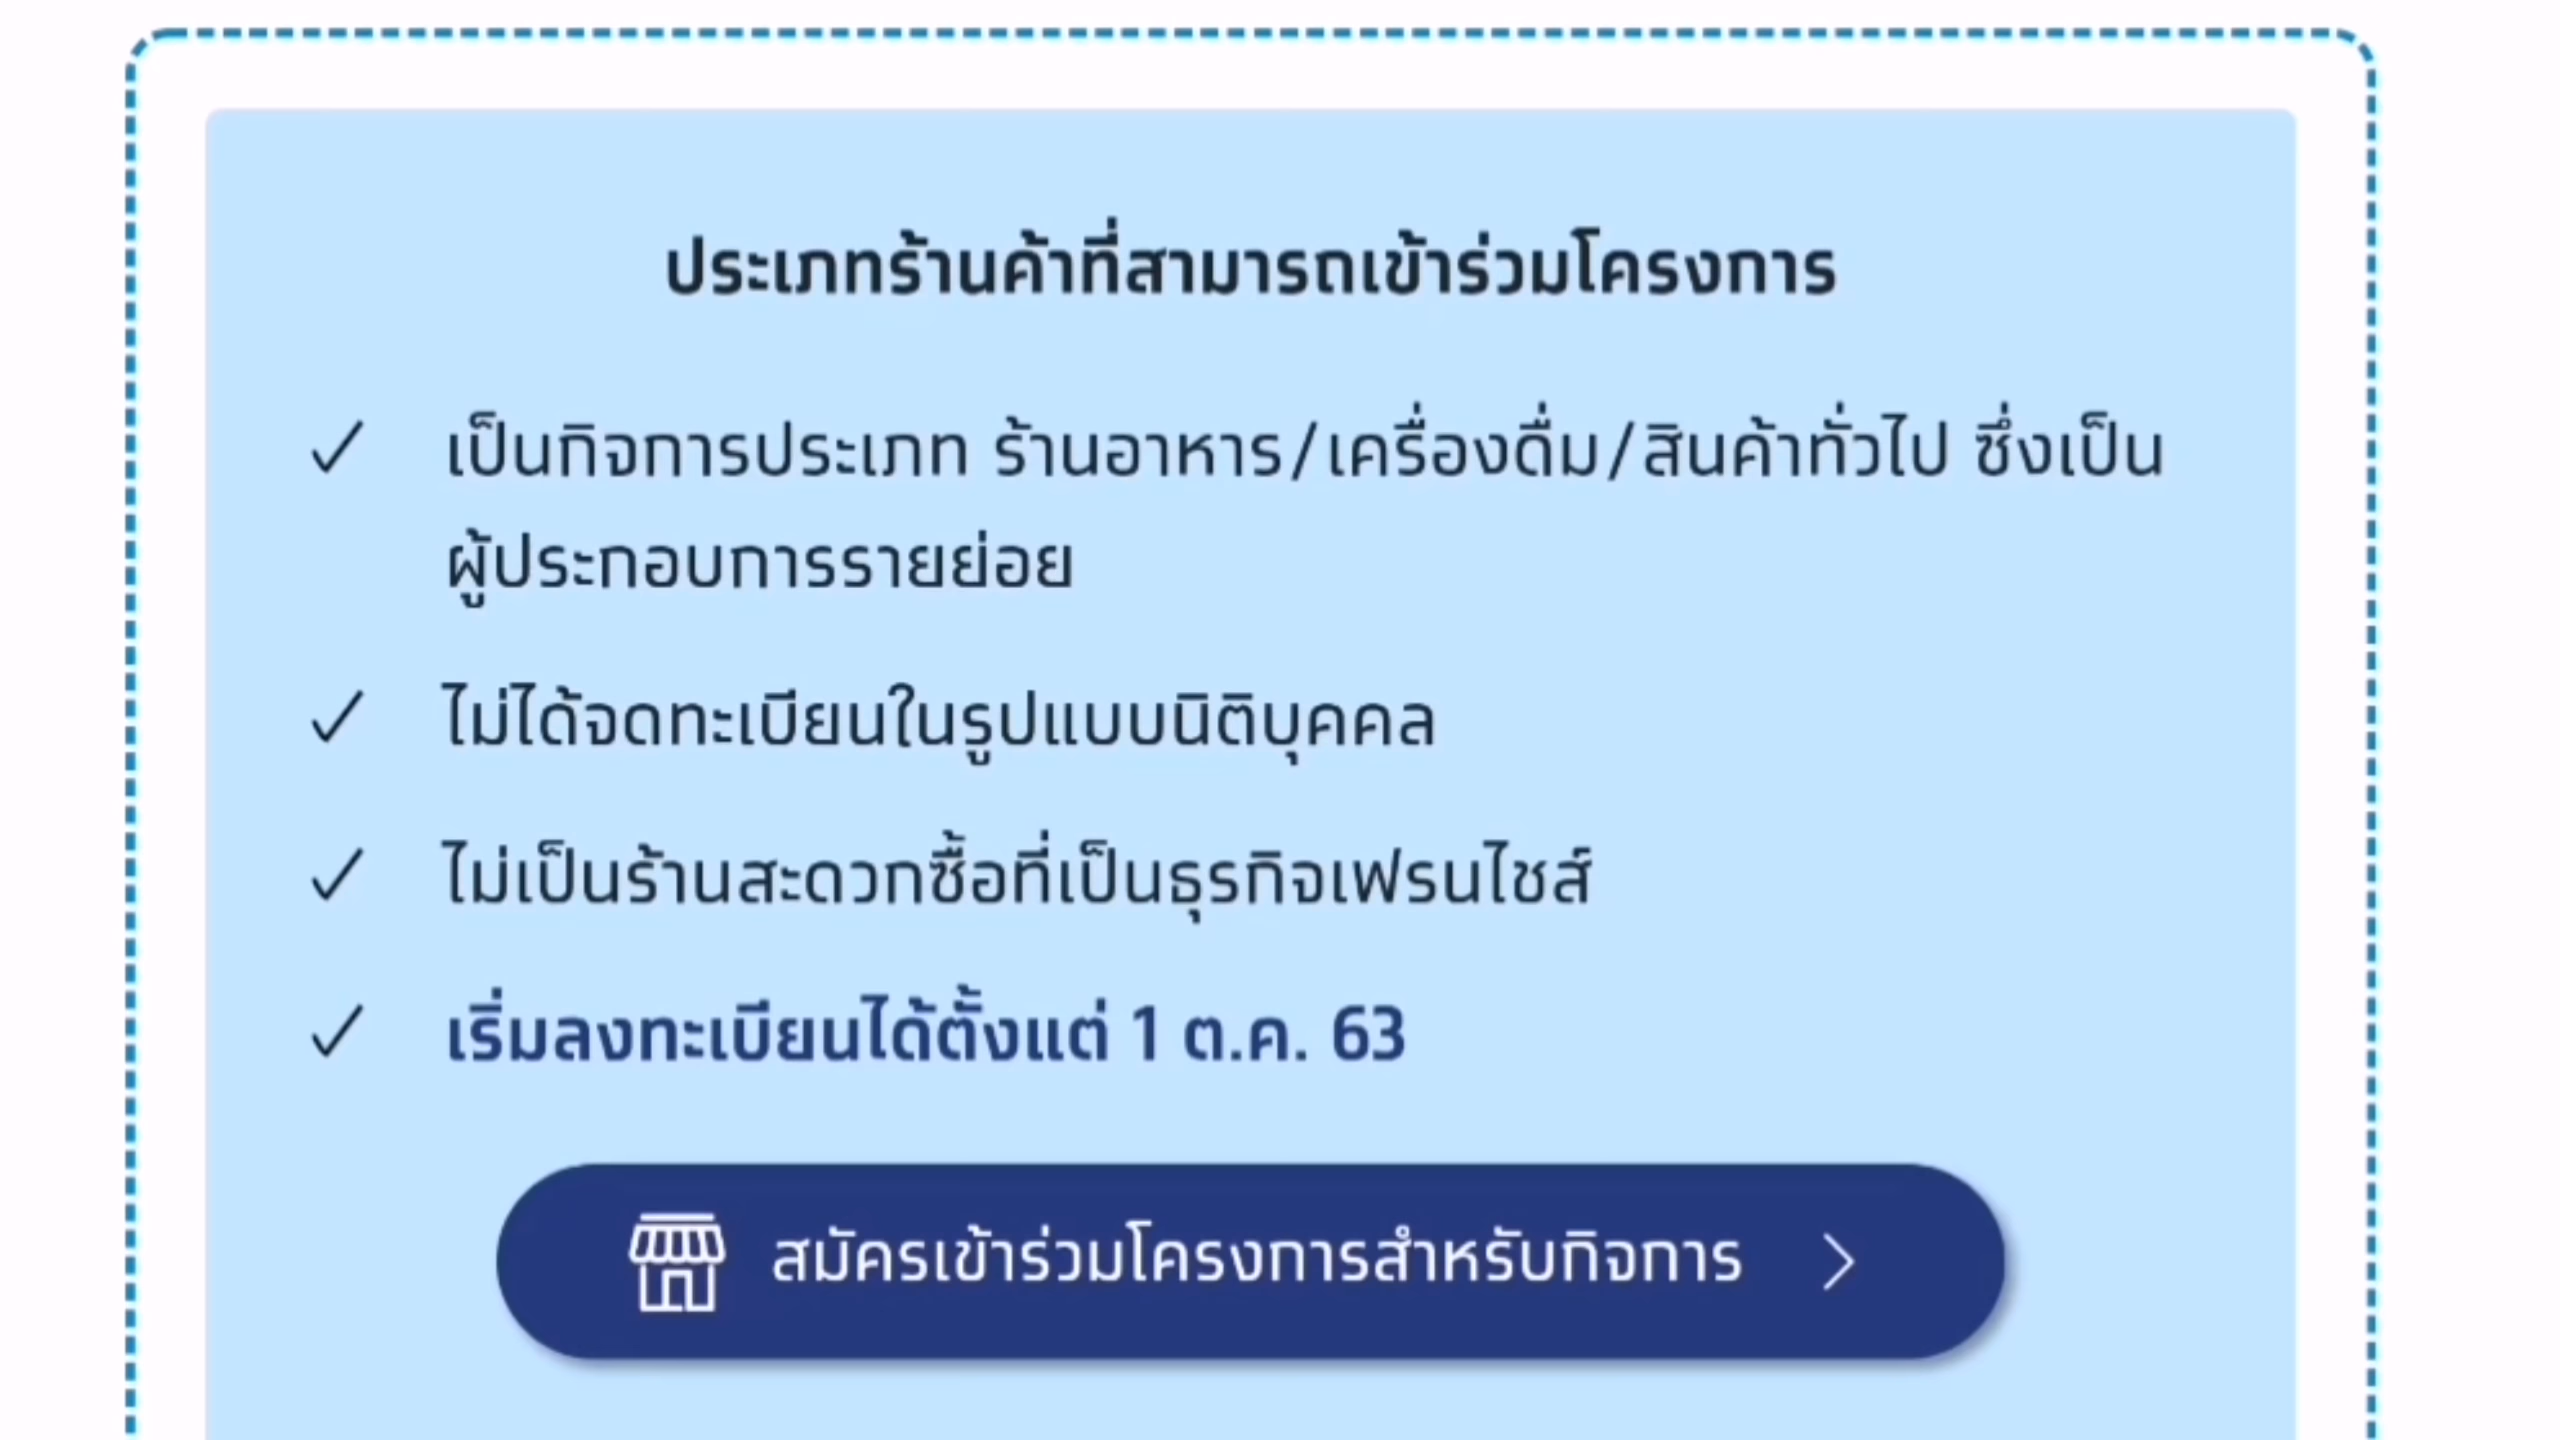 ประเภทร้านค้าที่สามารถเข้าร่วมโครงการ
✓ เป็นกิจการประเภท ร้านอาหาร/เครื่องดื่ม/สินค้าทั่วไป ซึ่งเป็น
ผู้ประกอบการรายย่อย
✓ ไม่ได้จดทะเบียนในรูปแบบนิติบุคคล
✓ ไม่เป็นร้านสะดวกซื้อที่เป็นธุรกิจเฟรนไชส์
✓ เริ่มลงทะเบียนได้ตั้งแต่ 1 ต.ค. 63
สมัครเข้าร่วมโครงการสำหรับกิจการ